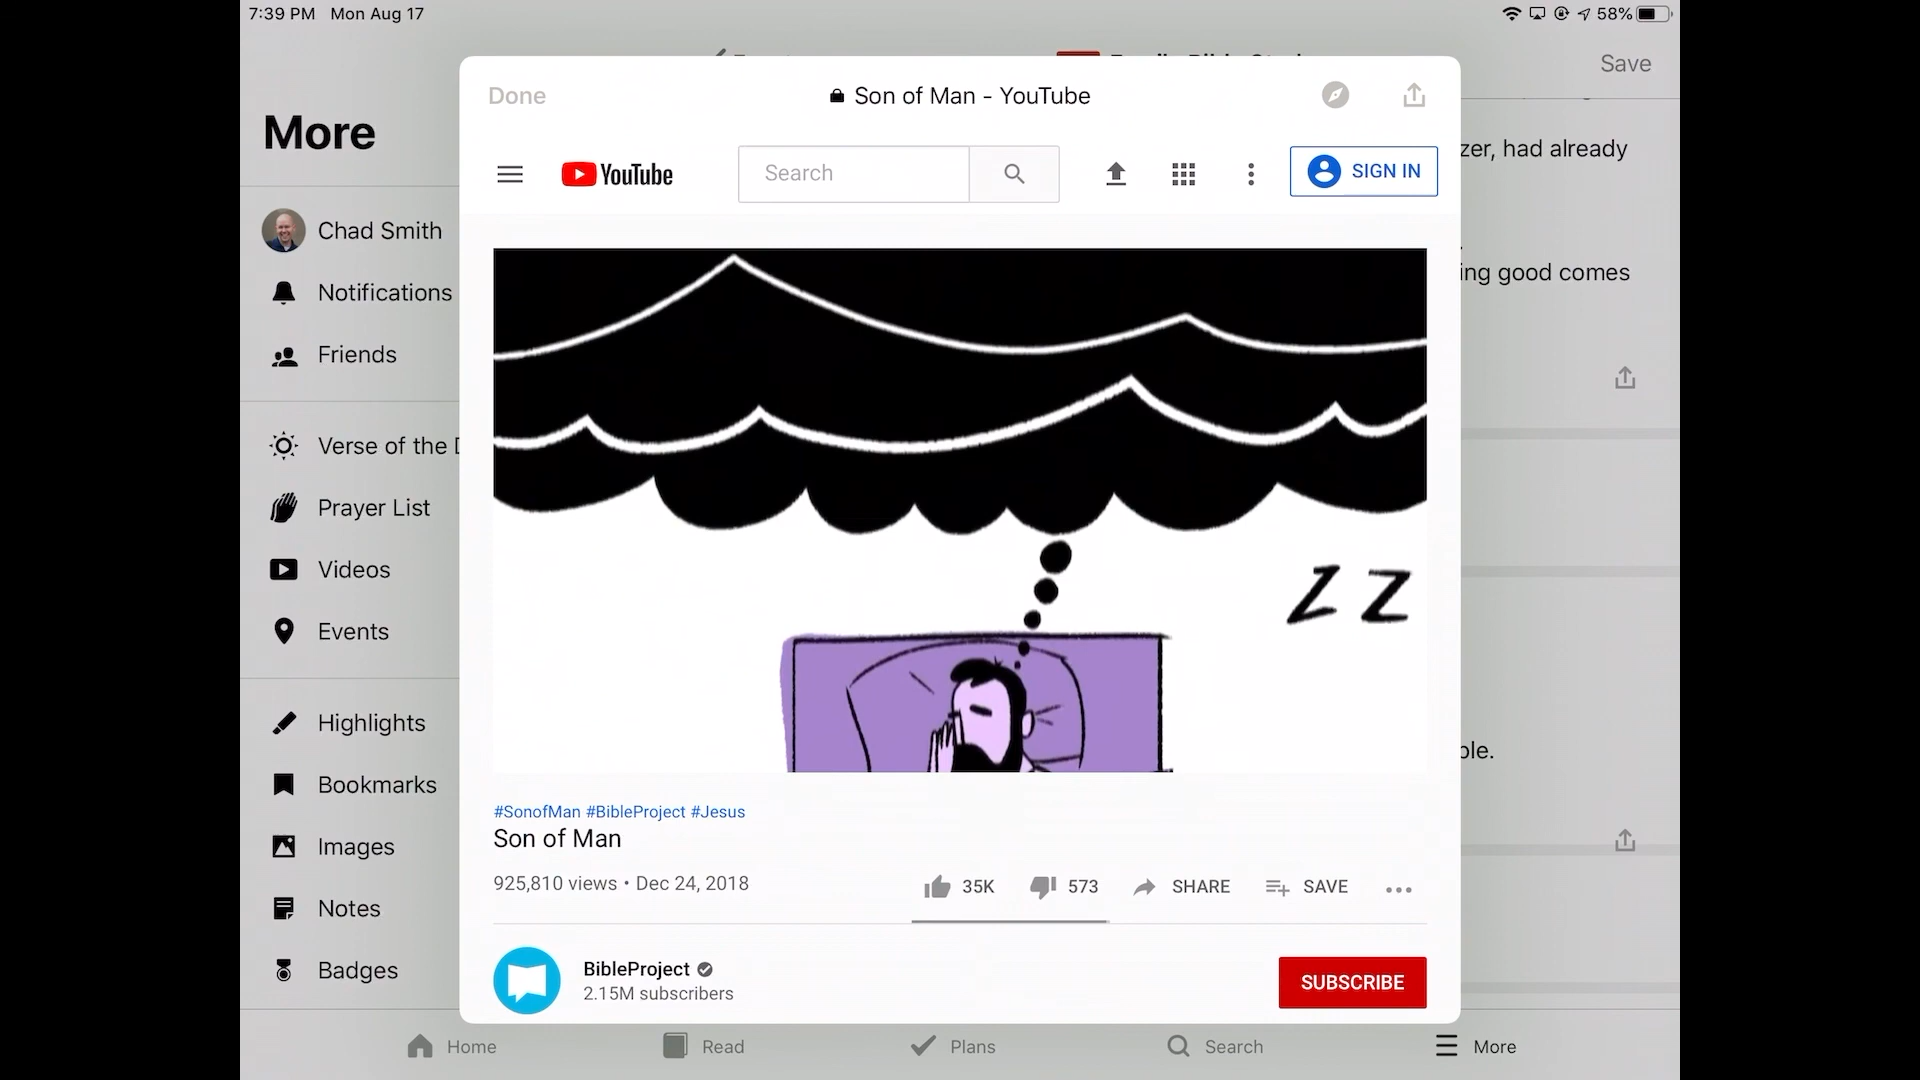 7:39 PM Mon Aug 17
58%
Save
More
Chad Smith
Notifications
Friends
Verse of the
Prayer List
Videos
Events
Highlights
Bookmarks
Images
Notes
Badges
Done
Son of Man - YouTube
YouTube
Search
SIGN IN
Z Z
#SonofMan #BibleProject #Jesus
Son of Man
925,810 views • Dec 24, 2018
35K
573
SHARE
SAVE
BibleProject
2.15M subscribers
SUBSCRIBE
zer, had already
ing good comes
ble.
Home
Read
Plans
Search
More